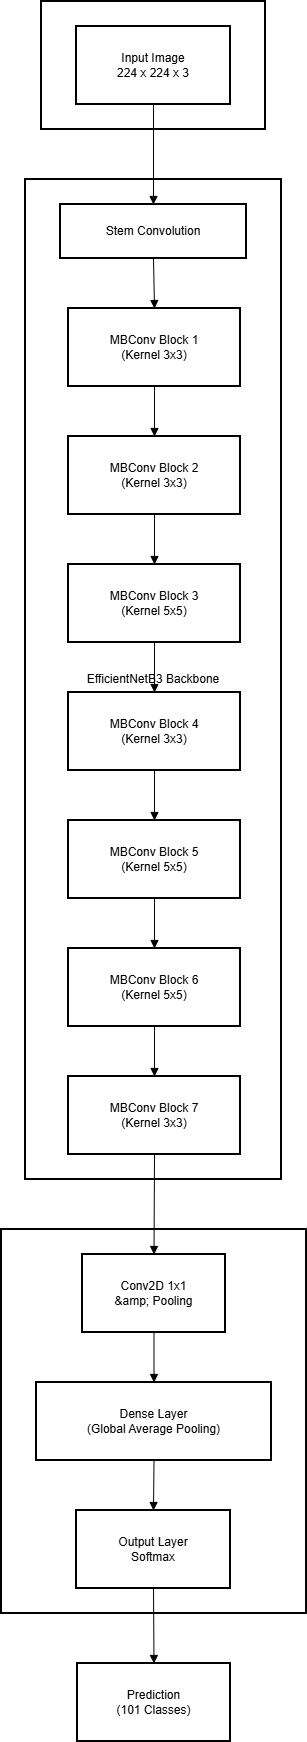 Input Image
224 x 224 x 3
Stem Convolution
MBConv Block 1
(Kernel 3x3)
MBConv Block 2
(Kernel 3x3)
MBConv Block 3
(Kernel 5x5)
EfficientNetB3 Backbone
MBConv Block 4
(Kernel 3x3)
MBConv Block 5
(Kernel 5x5)
MBConv Block 6
(Kernel 5x5)
MBConv Block 7
(Kernel 3x3)
Conv2D 1x1
&amp; Pooling
Dense Layer
(Global Average Pooling)
Output Layer
Softmax
Prediction
(101 Classes)